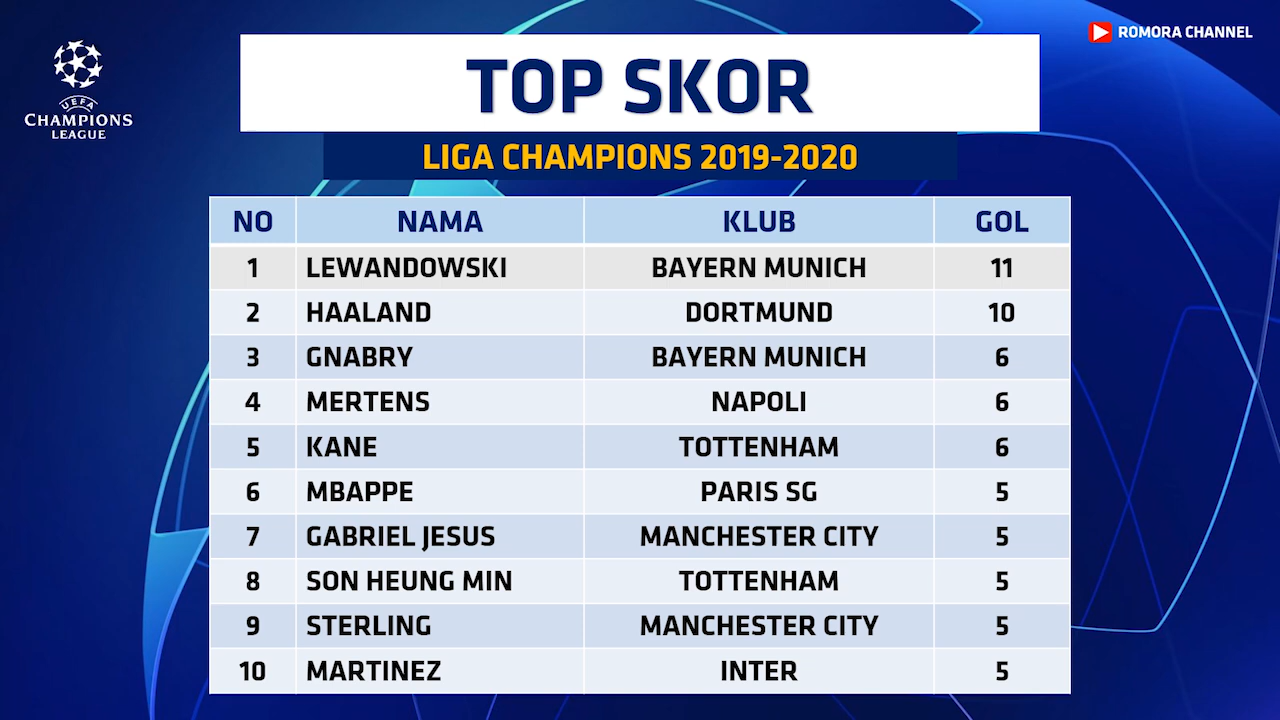 ROMORA CHANNEL
UEFA
CHAMPIONS
LEAGUE
TOP SKOR
LIGA CHAMPIONS 2019-2020
NO NAMA KLUB GOL
1 LEWANDOWSKI BAYERN MUNICH 11
2 HAALAND DORTMUND 10
3 GNABRY BAYERN MUNICH 6
4 MERTENS NAPOLI 6
5 KANE TOTTENHAM 6
6 MBAPPE PARIS SG 5
7 GABRIEL JESUS MANCHESTER CITY 5
8 SON HEUNG MIN TOTTENHAM 5
9 STERLING MANCHESTER CITY 5
10 MARTINEZ INTER 5